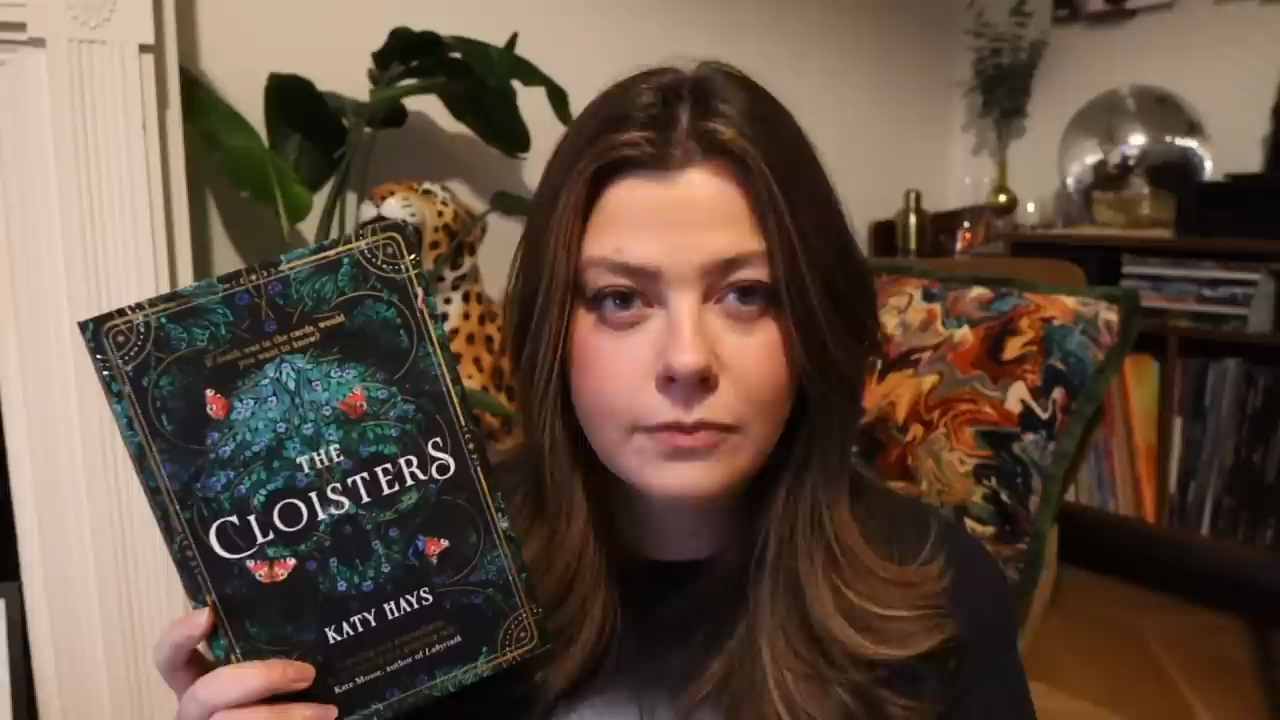 If death was in the cards, would
you want to know?
THE
CLOISTERS
KATY HAYS
Kate Mosse, author of Labyrinth